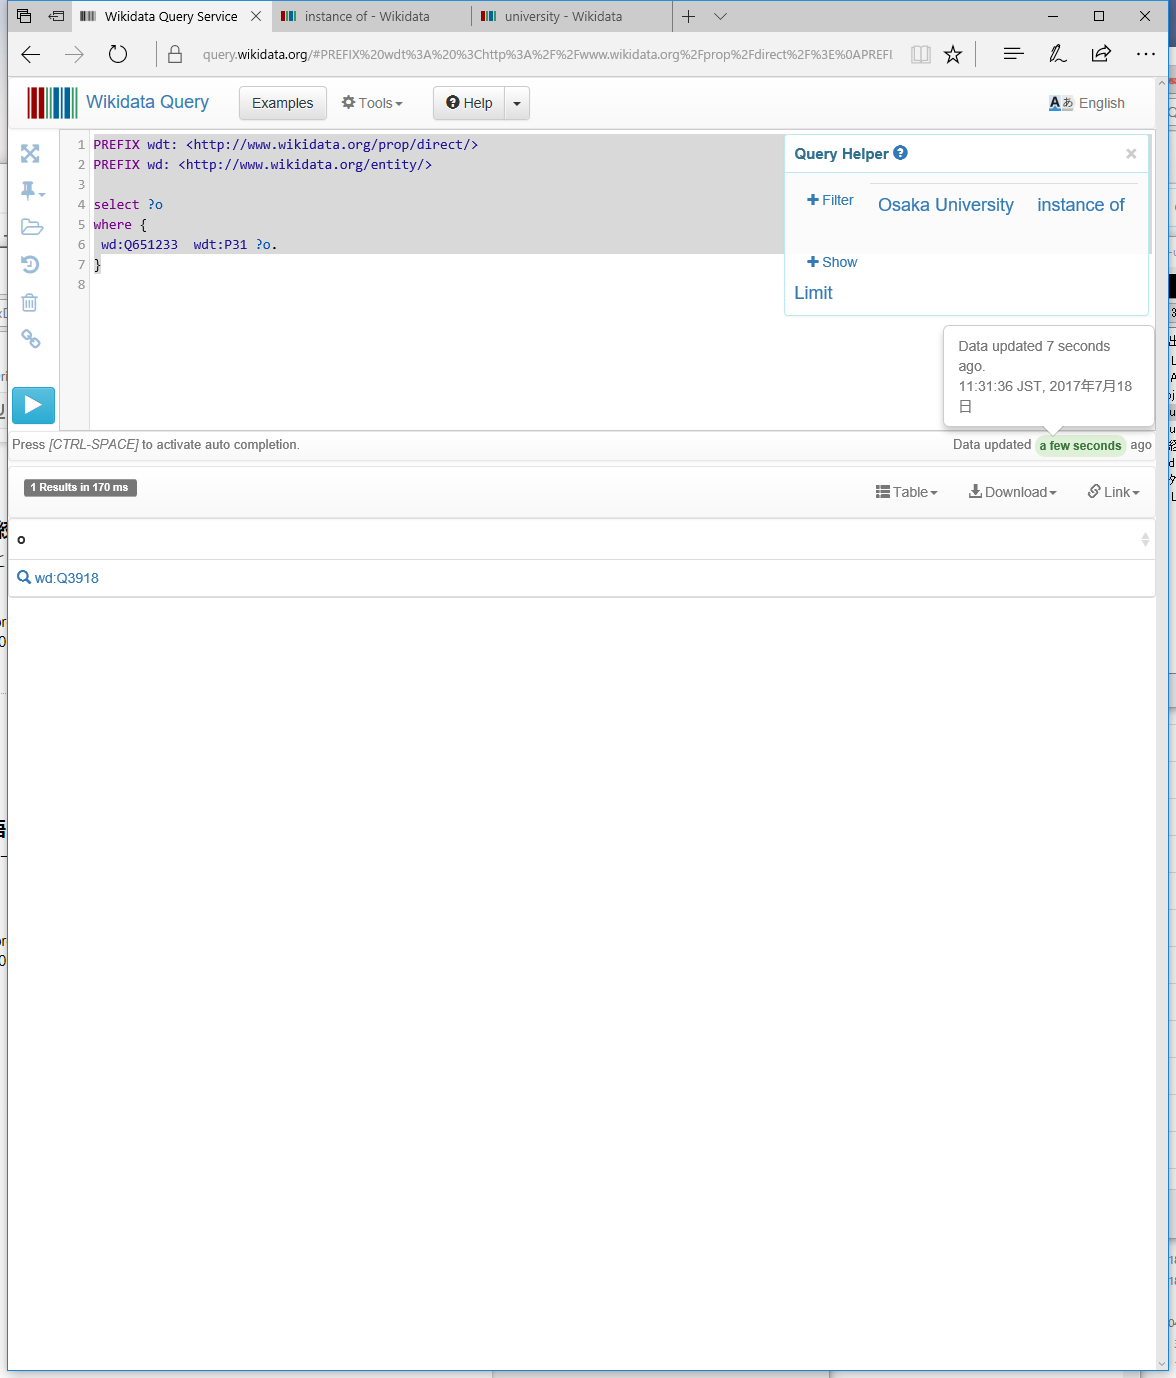 Wikidata Query Service
instance of - Wikidata
university - Wikidata
query.wikidata.org/#PREFIX%20wdt%3A%20%3Chttp%3A%2F%2Fwww.wikidata.org%2Fprop%2Fdirect%2F%3E%0APREFI
Wikidata Query
Examples
Tools
Help
English
1 PREFIX wdt: <http://www.wikidata.org/prop/direct/>
2 PREFIX wd: <http://www.wikidata.org/entity/>
3
4 select ?o
5 where {
6 wd:Q651233 wdt:P31 ?o.
7 }
8
Query Helper
Filter
Osaka University instance of
Show
Limit
Data updated 7 seconds
ago.
11:31:36 JST, 2017年7月18
日
Press [CTRL-SPACE] to activate auto completion.
Data updated a few seconds ago
1 Results in 170 ms
Table
Download
Link
o
wd:Q3918